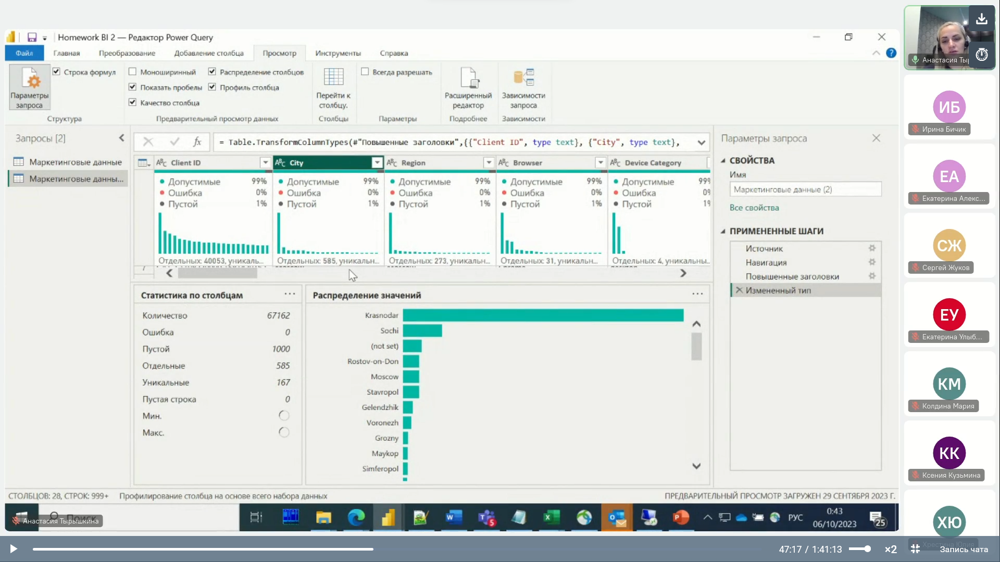 Homework BI 2 — Редактор Power Query
Файл
Главная
Преобразование
Добавление столбца
Просмотр
Инструменты
Справка
Параметры запроса
Строка формул
Моноширинный
Показать пробелы
Качество столбца
Распределение столбцов
Профиль столбца
Перейти к столбцу.
Всегда разрешать
Расширенный редактор
Зависимости запроса
Структура
Предварительный просмотр данных
Столбцы
Параметры
Подробнее
Зависимости
Запросы [2]
Маркетинговые данные
Маркетинговые данны...
fx
= Table.TransformColumnTypes(#"Повышенные заголовки",{{"Client ID", type text}, {"City", type text},
ABC Client ID
ABC City
ABC Region
ABC Browser
ABC Device Category
Допустимые 99%
Ошибка 0%
Пустой 1%
Отдельных: 40053, уникаль...
Допустимые 99%
Ошибка 0%
Пустой 1%
Отдельных: 585, уникальн...
Допустимые 99%
Ошибка 0%
Пустой 1%
Отдельных: 273, уникальн...
Допустимые 99%
Ошибка 0%
Пустой 1%
Отдельных: 31, уникальн...
Допустимые 99
Ошибка 0
Пустой 1
Отдельных: 4, уникальны...
Статистика по столбцам
Количество 67162
Ошибка 0
Пустой 1000
Отдельные 585
Уникальные 167
Пустая строка 0
Мин.
Макс.
Распределение значений
Krasnodar
Sochi
(not set)
Rostov-on-Don
Moscow
Stavropol
Gelendzhik
Voronezh
Grozny
Maykop
Simferopol
Параметры запроса
СВОЙСТВА
Имя
Маркетинговые данные (2)
Все свойства
ПРИМЕНЕННЫЕ ШАГИ
Источник
Навигация
Повышенные заголовки
Измененный тип
СТОЛБЦОВ: 28, СТРОК: 999+
Профилирование столбца на основе всего набора данных
ПРЕДВАРИТЕЛЬНЫЙ ПРОСМОТР ЗАГРУЖЕН 29 СЕНТЯБРЯ 2023 Г.
Поиск
Анастасия Тырышкина
5
РУС
0:43
06/10/2023
25
Анастасия Тыр
ИБ
Ирина Бичик
ЕА
Екатерина Алекс...
СЖ
Сергей Жуков
ЕУ
Екатерина Улыб...
КМ
Колдина Мария
КК
Ксения Кузьмина
ХЮ
Хрестина Юлия
47:17 / 1:41:13
×2
Запись чата